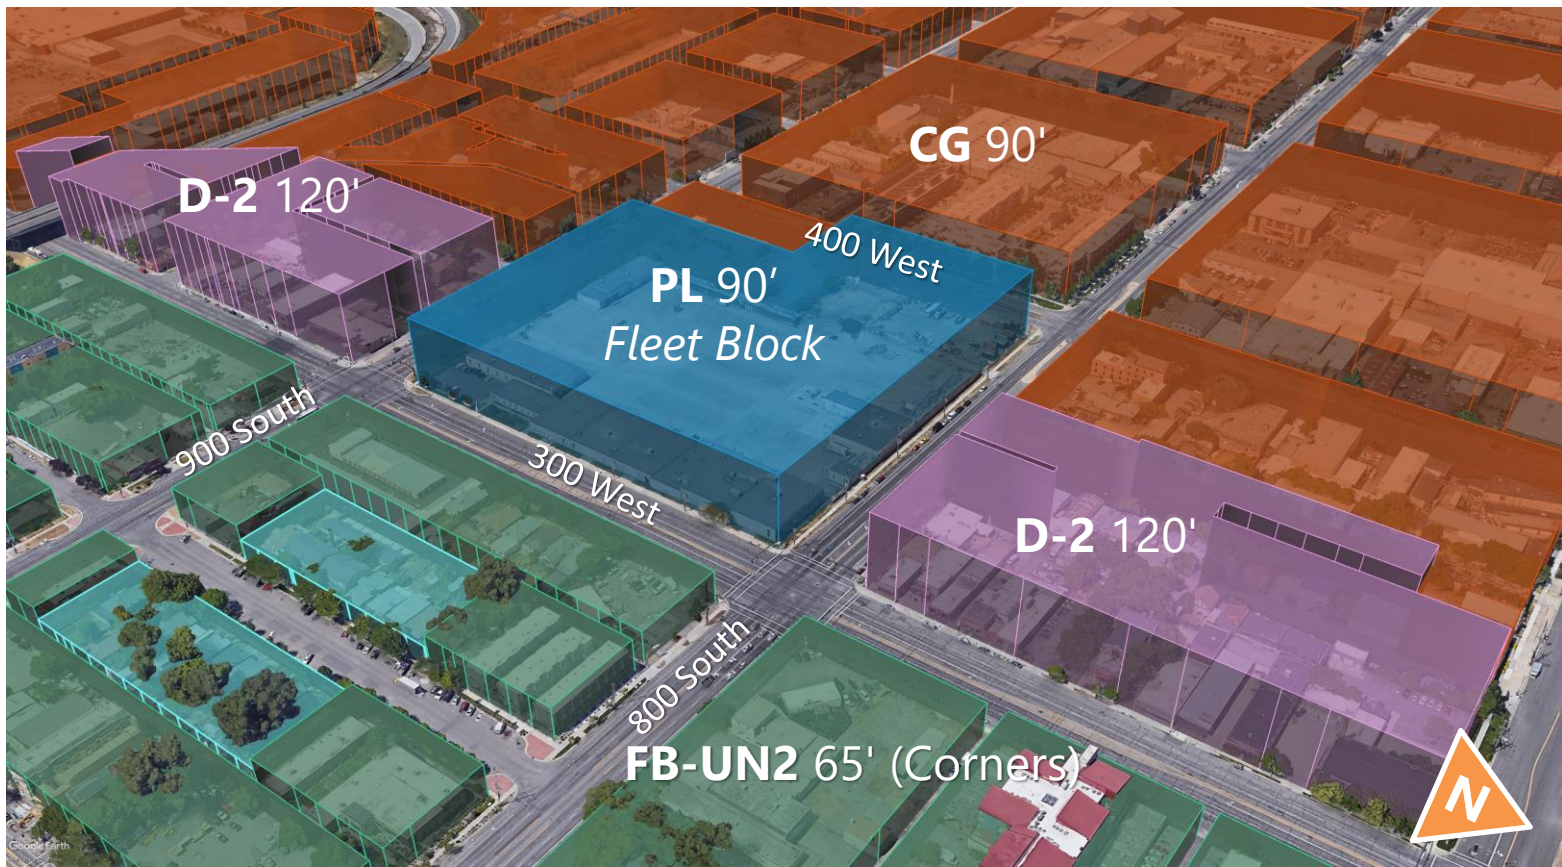 CG 90'
D-2 120'
400 West
PL 90’
Fleet Block
900 South
300 West
D-2 120'
800 South
FB-UN2 65' (Corners)
N
Google Earth